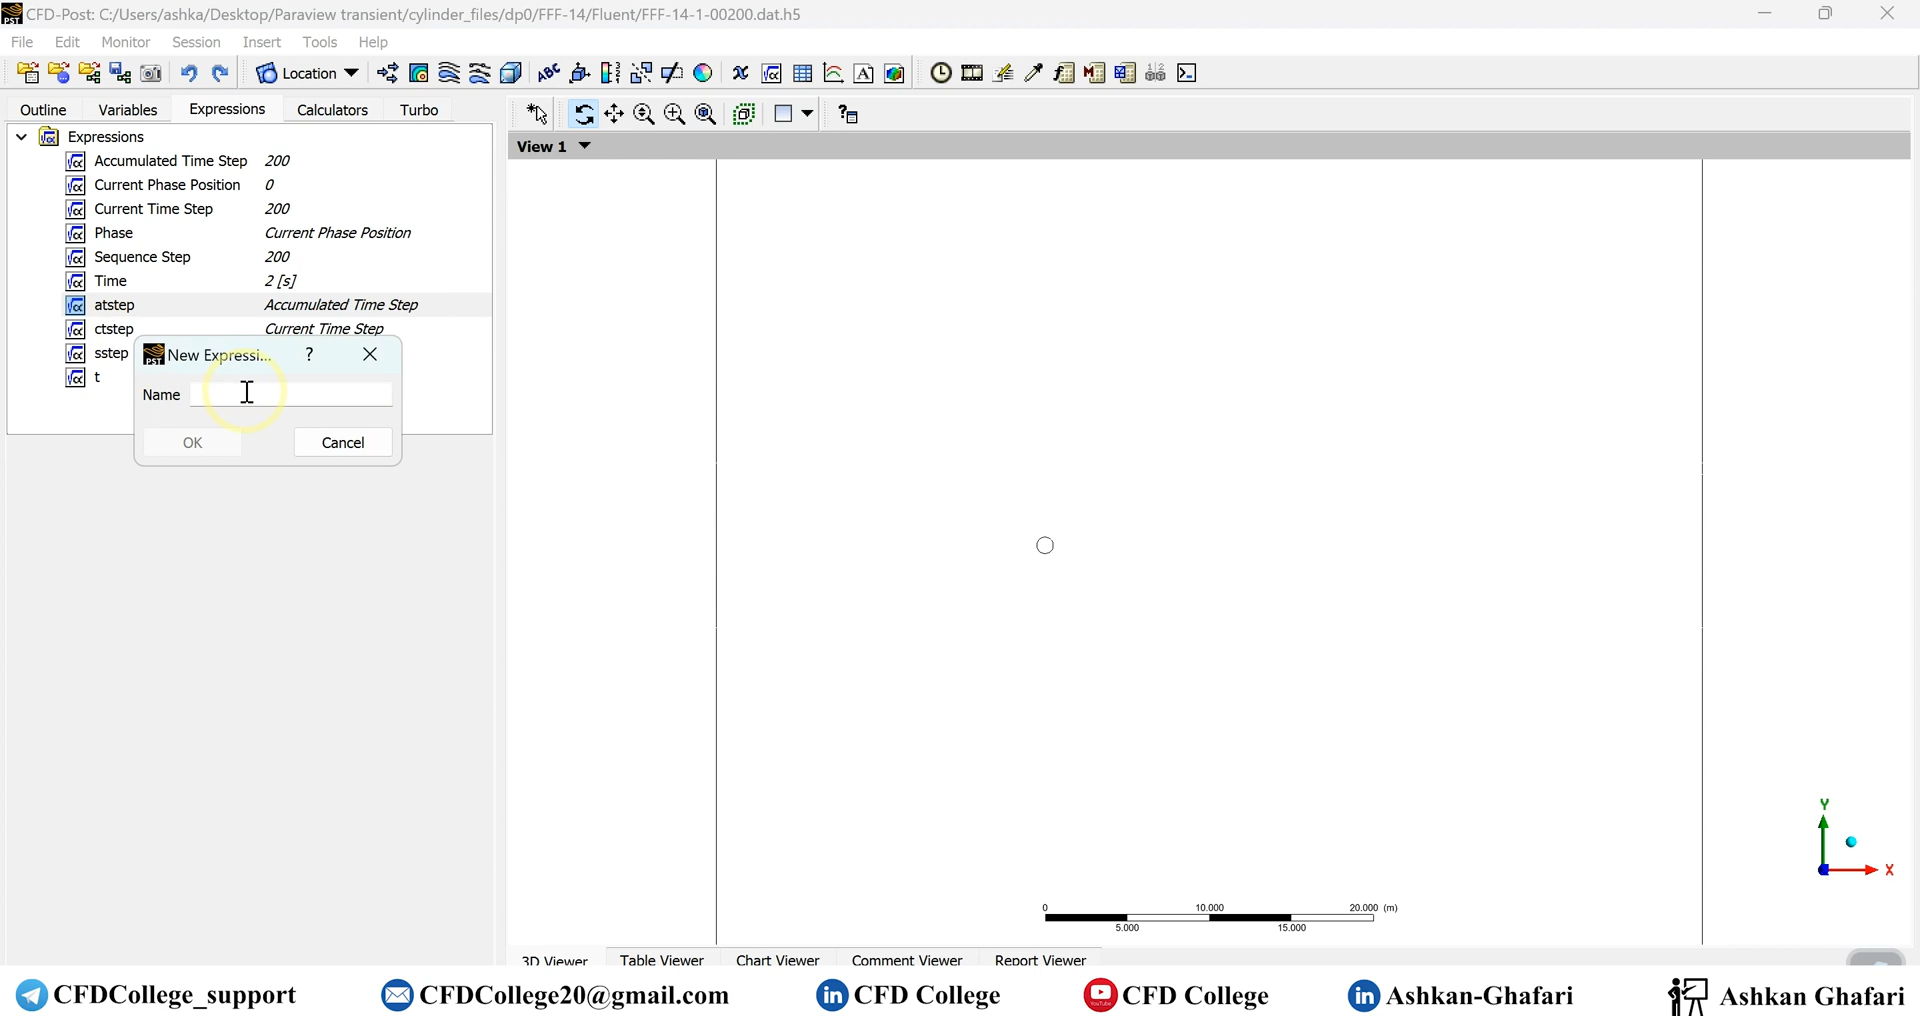 CFD-Post: C:/Users/ashka/Desktop/Paraview transient/cylinder_files/dp0/FFF-14/Fluent/FFF-14-1-00200.dat.h5
File Edit Monitor Session Insert Tools Help
Location
Outline Variables Expressions Calculators Turbo
View 1
Expressions
Accumulated Time Step 200
Current Phase Position 0
Current Time Step 200
Phase Current Phase Position
Sequence Step 200
Time 2 [s]
atstep Accumulated Time Step
ctstep Current Time Step
sstep
t
PST New Expressi... ?
Name
OK Cancel
Y
X
0 10.000 20.000 (m)
5.000 15.000
3D Viewer Table Viewer Chart Viewer Comment Viewer Report Viewer
CFDCollege_support CFDCollege20@gmail.com CFD College CFD College Ashkan-Ghafari Ashkan Ghafari